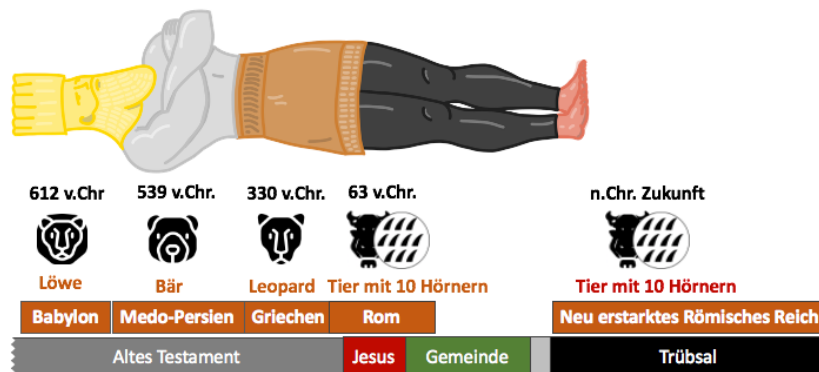 612 v.Chr
539 v.Chr.
330 v.Chr.
63 v.Chr.
n.Chr. Zukunft
Löwe
Bär
Leopard
Tier mit 10 Hörnern
Tier mit 10 Hörnern
Babylon
Medo-Persien
Griechen
Rom
Neu erstarktes Römisches Reich
Altes Testament
Jesus
Gemeinde
Trübsal